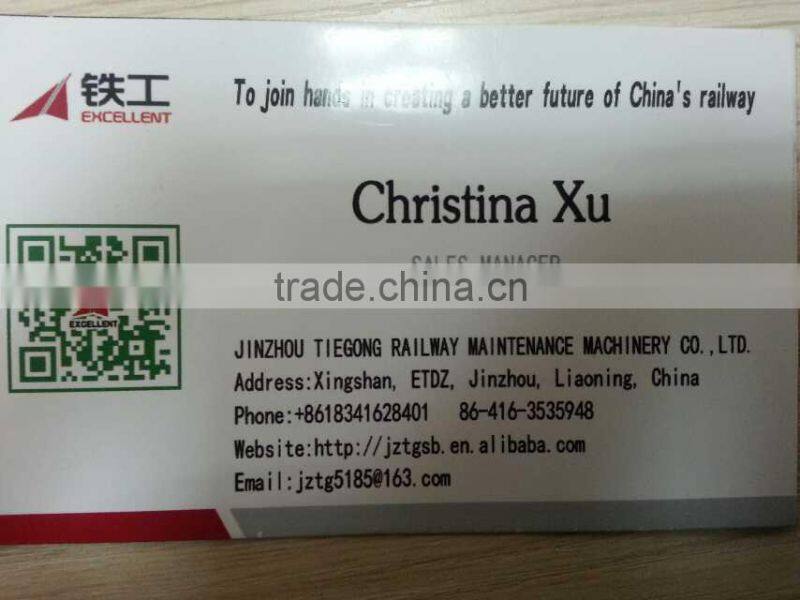 铁工
EXCELLENT
To join hands in creating a better future of China's railway
Christina Xu
SALES MANAGER
trade.china.cn
EXCELLENT
JINZHOU TIEGONG RAILWAY MAINTENANCE MACHINERY CO.,LTD.
Address:Xingshan, ETDZ, Jinzhou, Liaoning, China
Phone:+8618341628401 86-416-3535948
Website:http://jztgsb.en.alibaba.com
Email:jztg5185@163.com